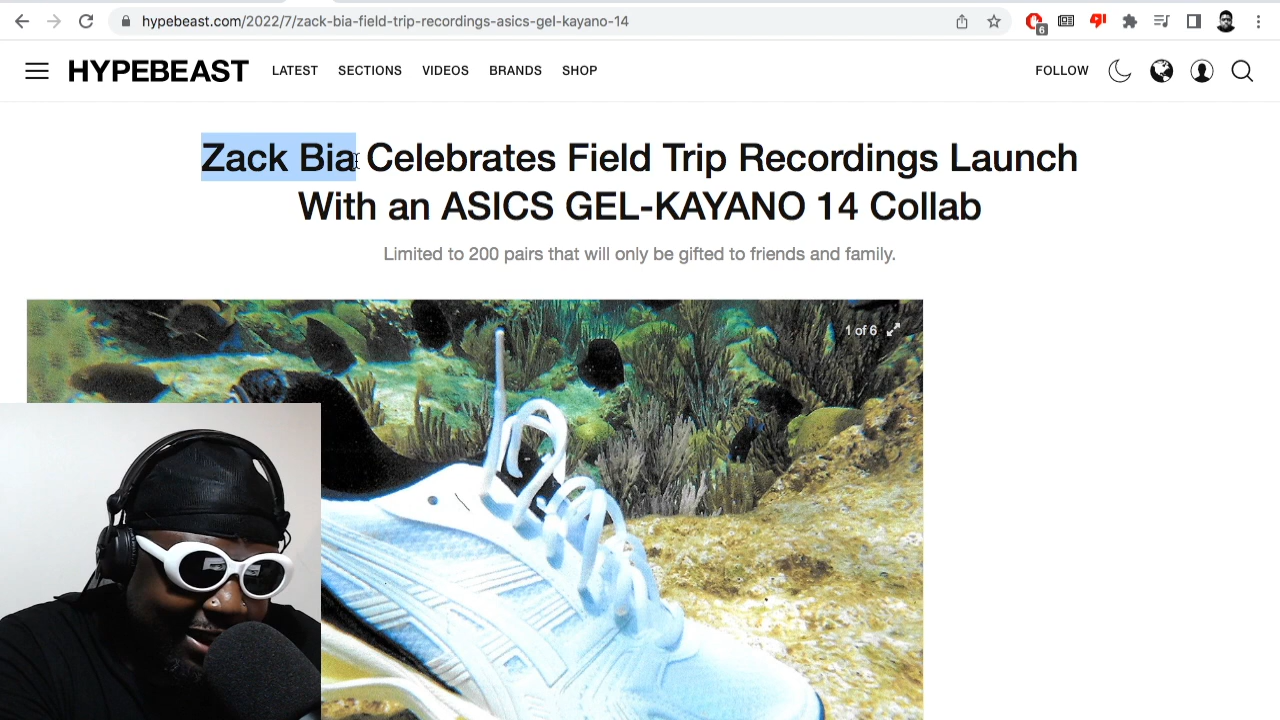 hypebeast.com/2022/7/zack-bia-field-trip-recordings-asics-gel-kayano-14
6
HYPEBEAST LATEST SECTIONS VIDEOS BRANDS SHOP FOLLOW
Zack Bia Celebrates Field Trip Recordings Launch
With an ASICS GEL-KAYANO 14 Collab
Limited to 200 pairs that will only be gifted to friends and family.
1 of 6